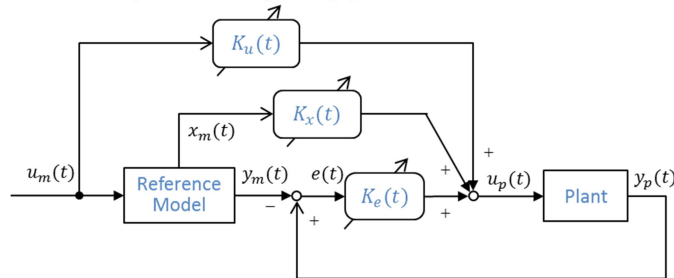 K_u(t)
K_x(t)
x_m(t)
+
u_m(t)
Reference
Model
y_m(t)
e(t)
K_e(t)
+
u_p(t)
Plant
y_p(t)
−
+
+